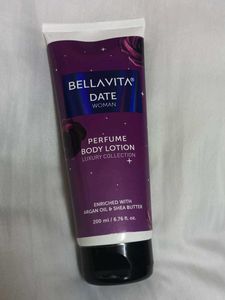 BELLAVITA®
DATE
WOMAN
PERFUME
BODY LOTION
LUXURY COLLECTION
ENRICHED WITH
ARGAN OIL & SHEA BUTTER
200 ml / 6.76 fl. oz.